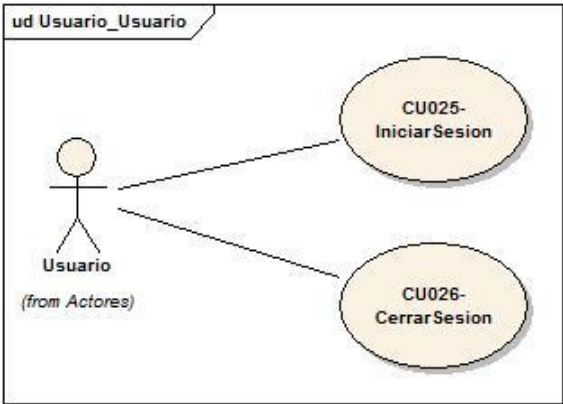 ud Usuario_Usuario
CU025-
IniciarSesion
Usuario
(from Actores)
CU026-
CerrarSesion